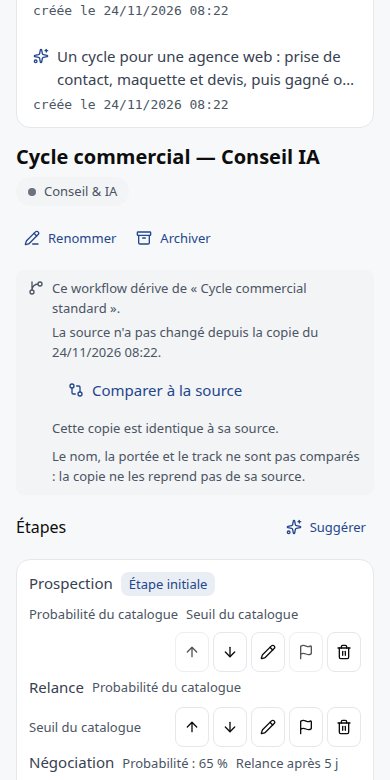 créée le 24/11/2026 08:22
Un cycle pour une agence web : prise de
contact, maquette et devis, puis gagné o...
créée le 24/11/2026 08:22
Cycle commercial — Conseil IA
Conseil & IA
Renommer Archiver
Ce workflow dérive de « Cycle commercial
standard ».
La source n'a pas changé depuis la copie du
24/11/2026 08:22.
Comparer à la source
Cette copie est identique à sa source.
Le nom, la portée et le track ne sont pas comparés
: la copie ne les reprend pas de sa source.
Étapes Suggérer
Prospection Étape initiale
Probabilité du catalogue Seuil du catalogue
Relance Probabilité du catalogue
Seuil du catalogue
Négociation Probabilité : 65 % Relance après 5 j